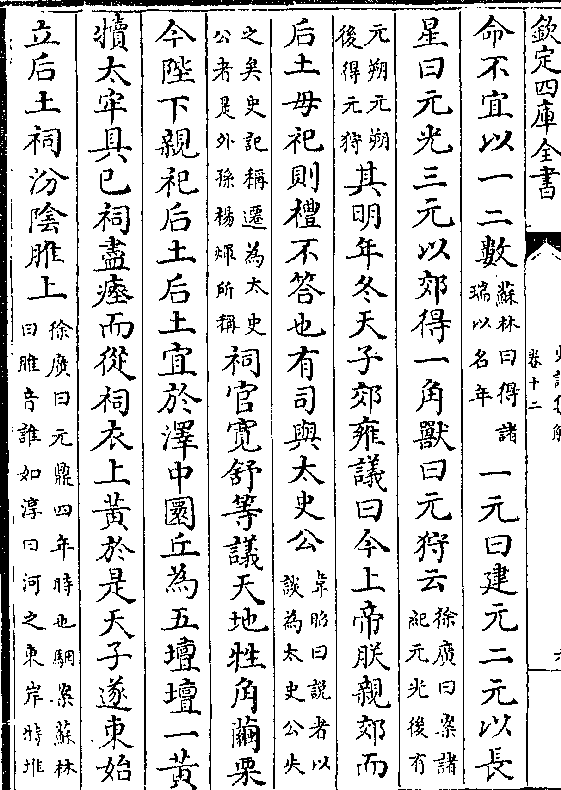 欽定四庫全書
卷十二
命不宜以一二數蘇林曰得諸瑞以名年一元曰建元二元以長
星曰元光三元以郊得一角獸曰元狩云徐廣曰案諸紀元光後有
元朔元朔後得元狩其明年冬天子郊雍議曰今上帝朕親郊而
后土毋祀則禮不答也有司與太史公韋昭曰説者以談為太史公失
之矣史記稱遷為太史公者是外孫楊惲所稱祠官寛舒等議天地牲角繭栗
今陛下親祀后土后土宜於澤中圜丘為五壇壇一黄
犢太牢具已祠盡瘞而從祠衣上黄於是天子遂東始
立后土祠汾陰脽上徐廣曰元鼎四年時也駰案蘇林曰脽音誰如淳曰河之東岸特堆